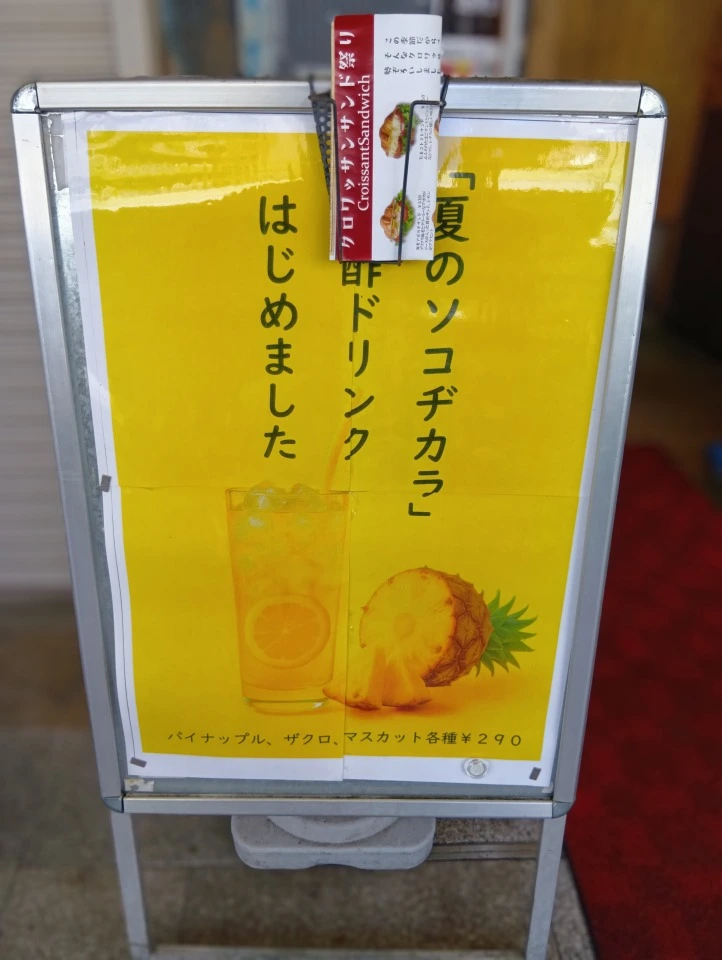 「夏のソコヂカラ」
酢ドリンク
はじめました
パイナップル、ザクロ、マスカット各種¥290
クロワッサンサンド祭り
CroissantSandwich